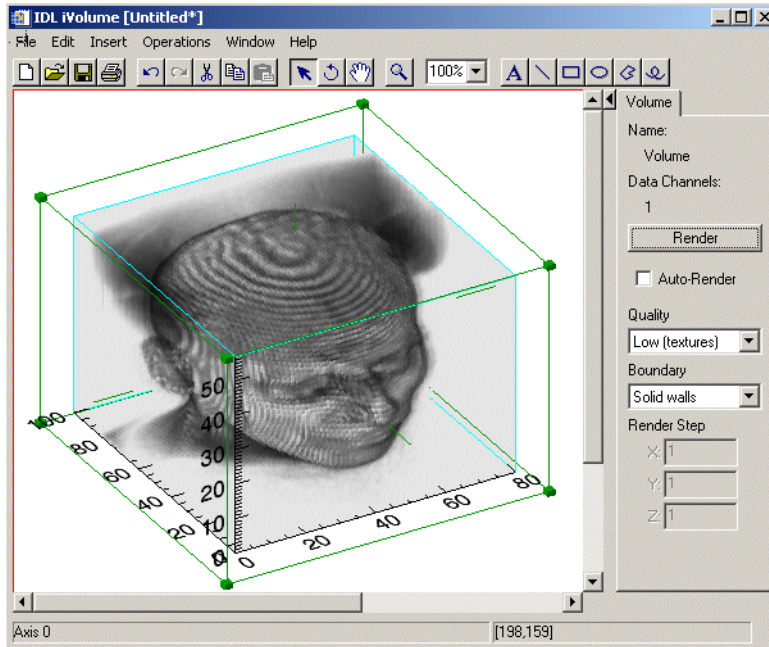 IDL iVolume [Untitled*]
File Edit Insert Operations Window Help
100% A
Volume
Name:
Volume
Data Channels:
1
Render
Auto-Render
Quality
Low (textures)
Boundary
Solid walls
Render Step
X: 1
Y: 1
Z: 1
50
40
30
20
10
0
100
80
60
40
20
0
0
20
40
60
80
Axis 0
[198,159]